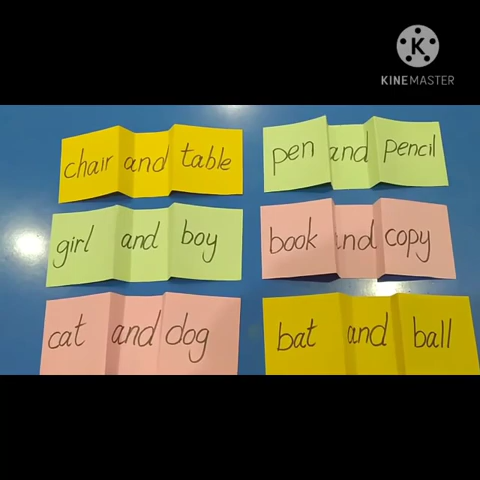 KINEMASTER
chair and table
pen and pencil
girl and boy
book and copy
cat and dog
bat and ball